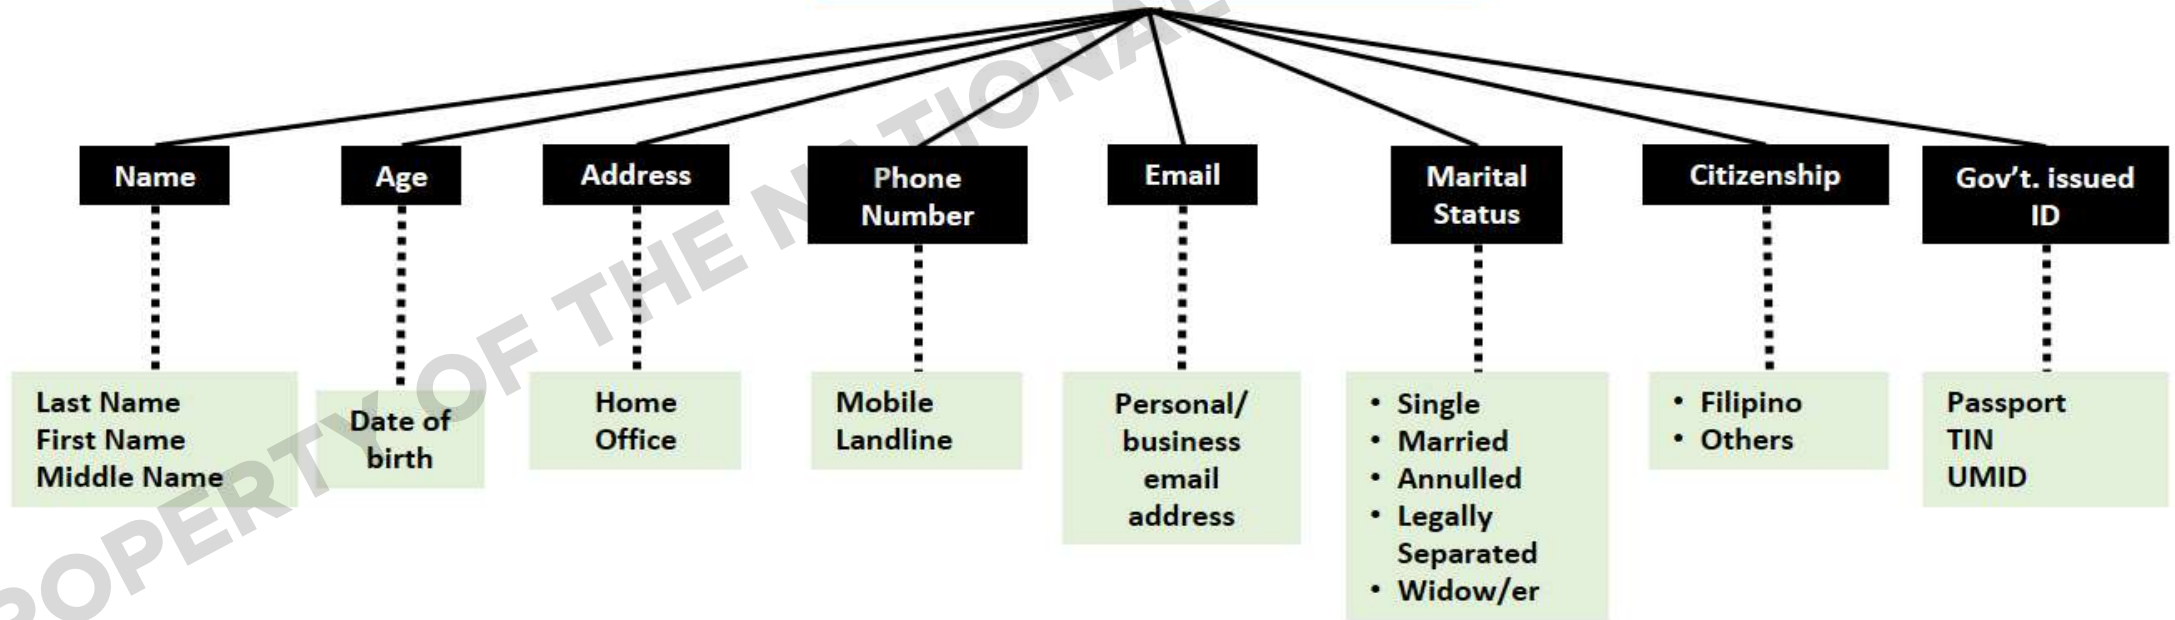 Name
Age
Address
Phone
Number
Email
Marital
Status
Citizenship
Gov't. issued
ID
Last Name
First Name
Middle Name
Date of
birth
Home
Office
Mobile
Landline
Personal/
business
email
address
• Single
• Married
• Annulled
• Legally
Separated
• Widow/er
• Filipino
• Others
Passport
TIN
UMID
ROPERTY OF THE NATIONAL